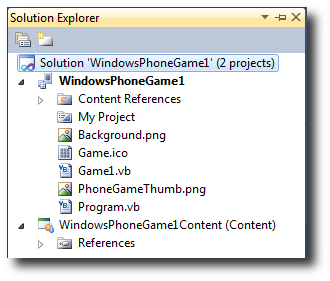 Solution Explorer
Solution 'WindowsPhoneGame1' (2 projects)
WindowsPhoneGame1
Content References
My Project
Background.png
Game.ico
Game1.vb
PhoneGameThumb.png
Program.vb
WindowsPhoneGame1Content (Content)
References